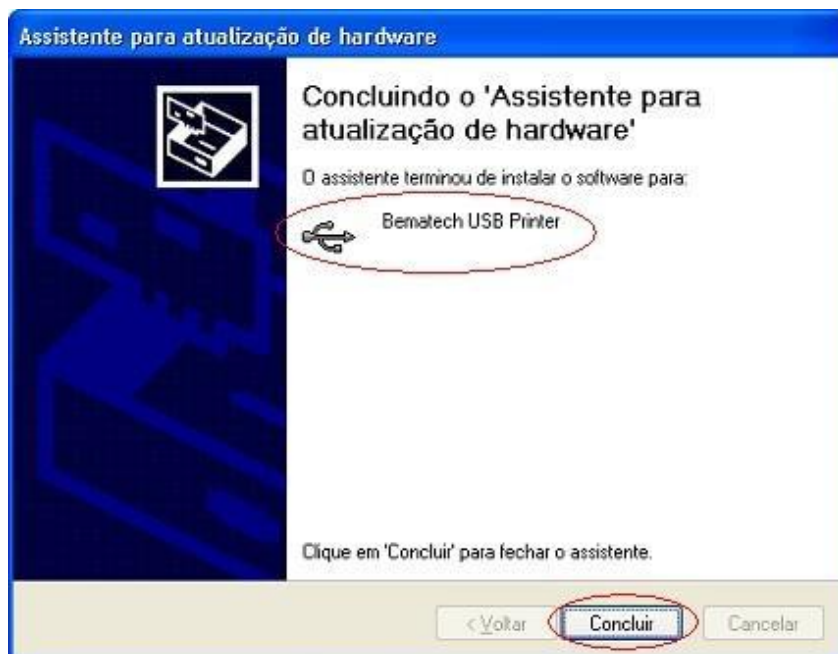 Assistente para atualização de hardware
Concluindo o 'Assistente para
atualização de hardware'
O assistente terminou de instalar o software para:
Bematech USB Printer
Clique em 'Concluir' para fechar o assistente.
< Voltar
Concluir
Cancelar